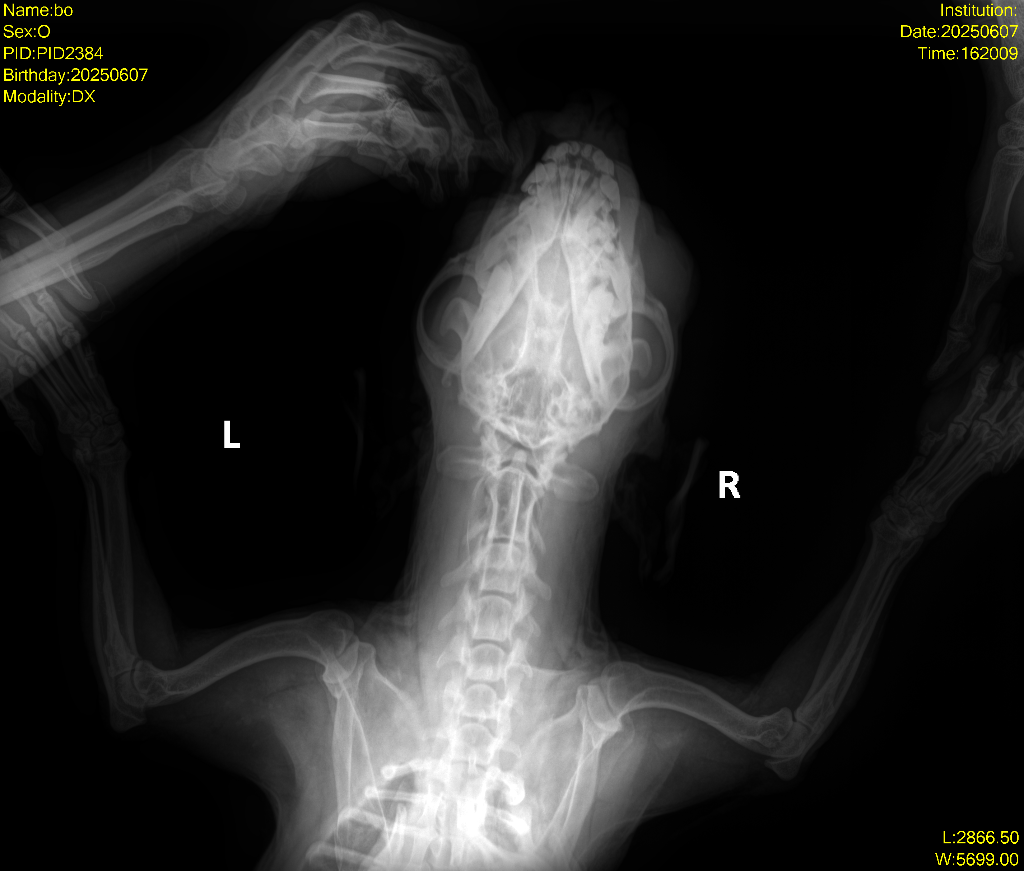 Name:bo
Sex:O
PID:PID2384
Birthday:20250607
Modality:DX
Institution:
Date:20250607
Time:162009
L
R
L:2866.50
W:5699.00